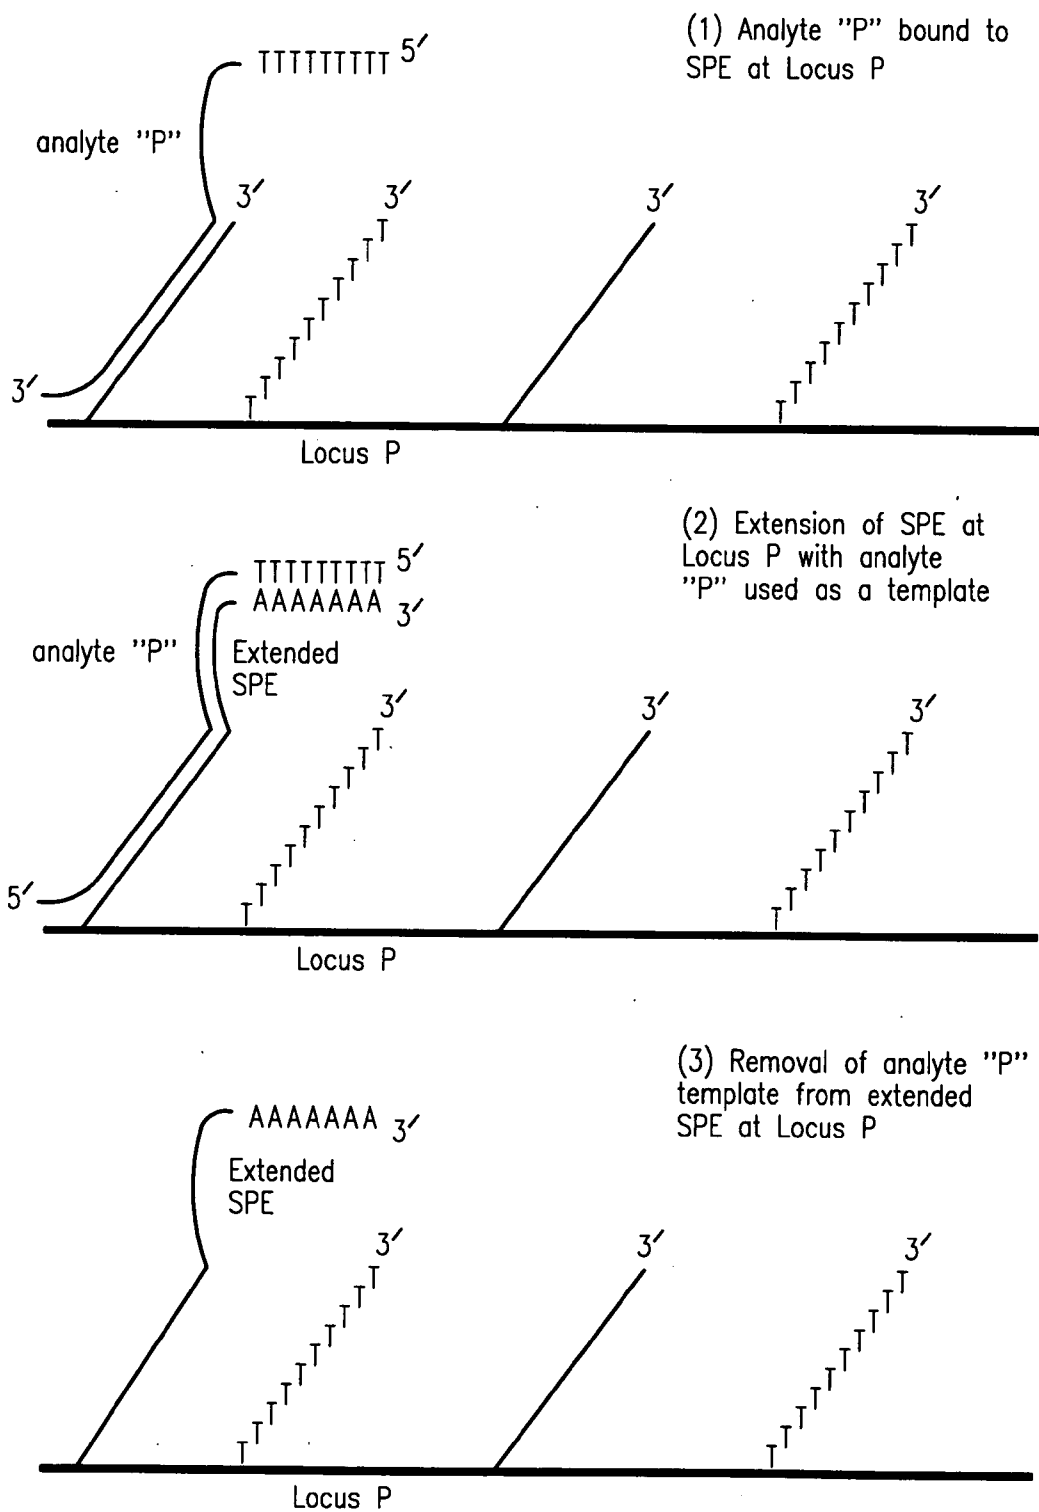 (1) Analyte "P" bound to
SPE at Locus P
TTTTTTTTT 5′
analyte "P"
3′
3′
3′
3′
TTTTTTTTTT
TTTTTTTTTT
3′
Locus P
(2) Extension of SPE at
Locus P with analyte
"P" used as a template
TTTTTTTTT 5′
AAAAAAA 3′
analyte "P"
Extended
SPE
3′
3′
3′
TTTTTTTTTT
TTTTTTTTTT
5′
Locus P
(3) Removal of analyte "P"
template from extended
SPE at Locus P
AAAAAAA 3′
Extended
SPE
3′
3′
3′
TTTTTTTTTT
TTTTTTTTTT
Locus P